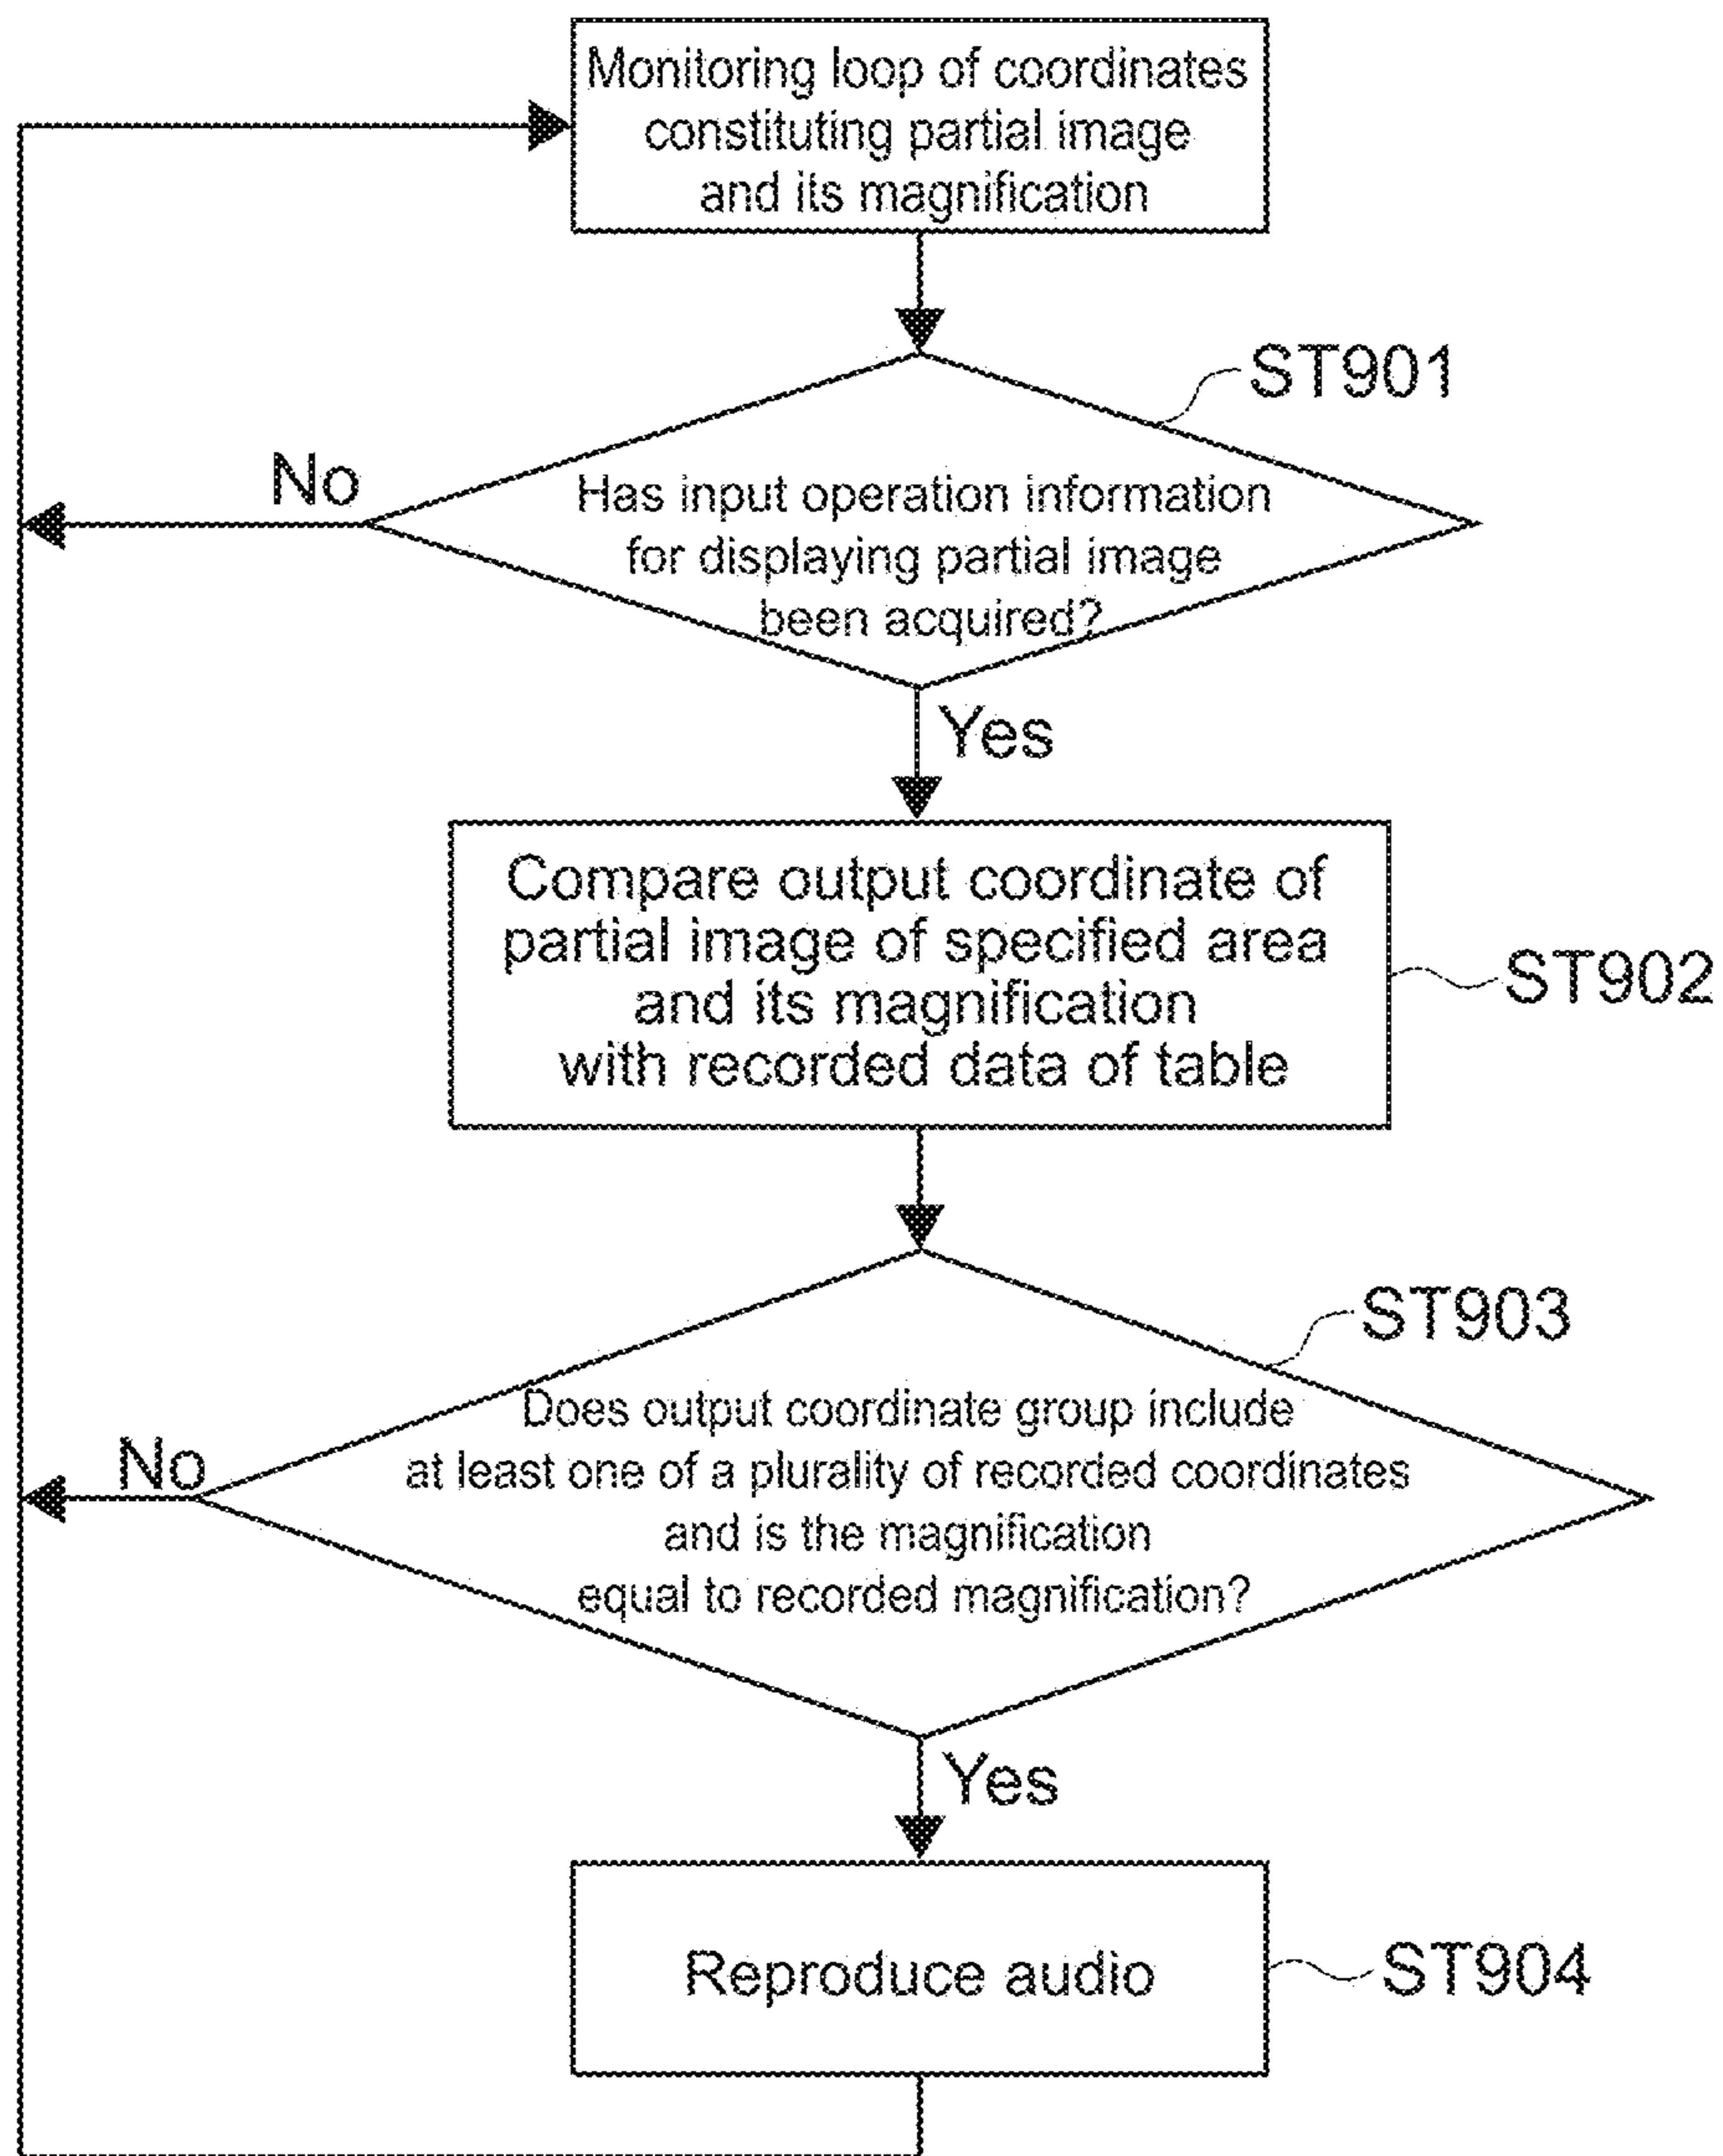 Monitoring loop of coordinates
constituting partial image
and its magnification
ST901
No
Has input operation information
for displaying partial image
been acquired?
Yes
Compare output coordinate of
partial image of specified area
and its magnification
with recorded data of table
ST902
ST903
Does output coordinate group include
at least one of a plurality of recorded coordinates
and is the magnification
equal to recorded magnification?
No
Yes
Reproduce audio
ST904